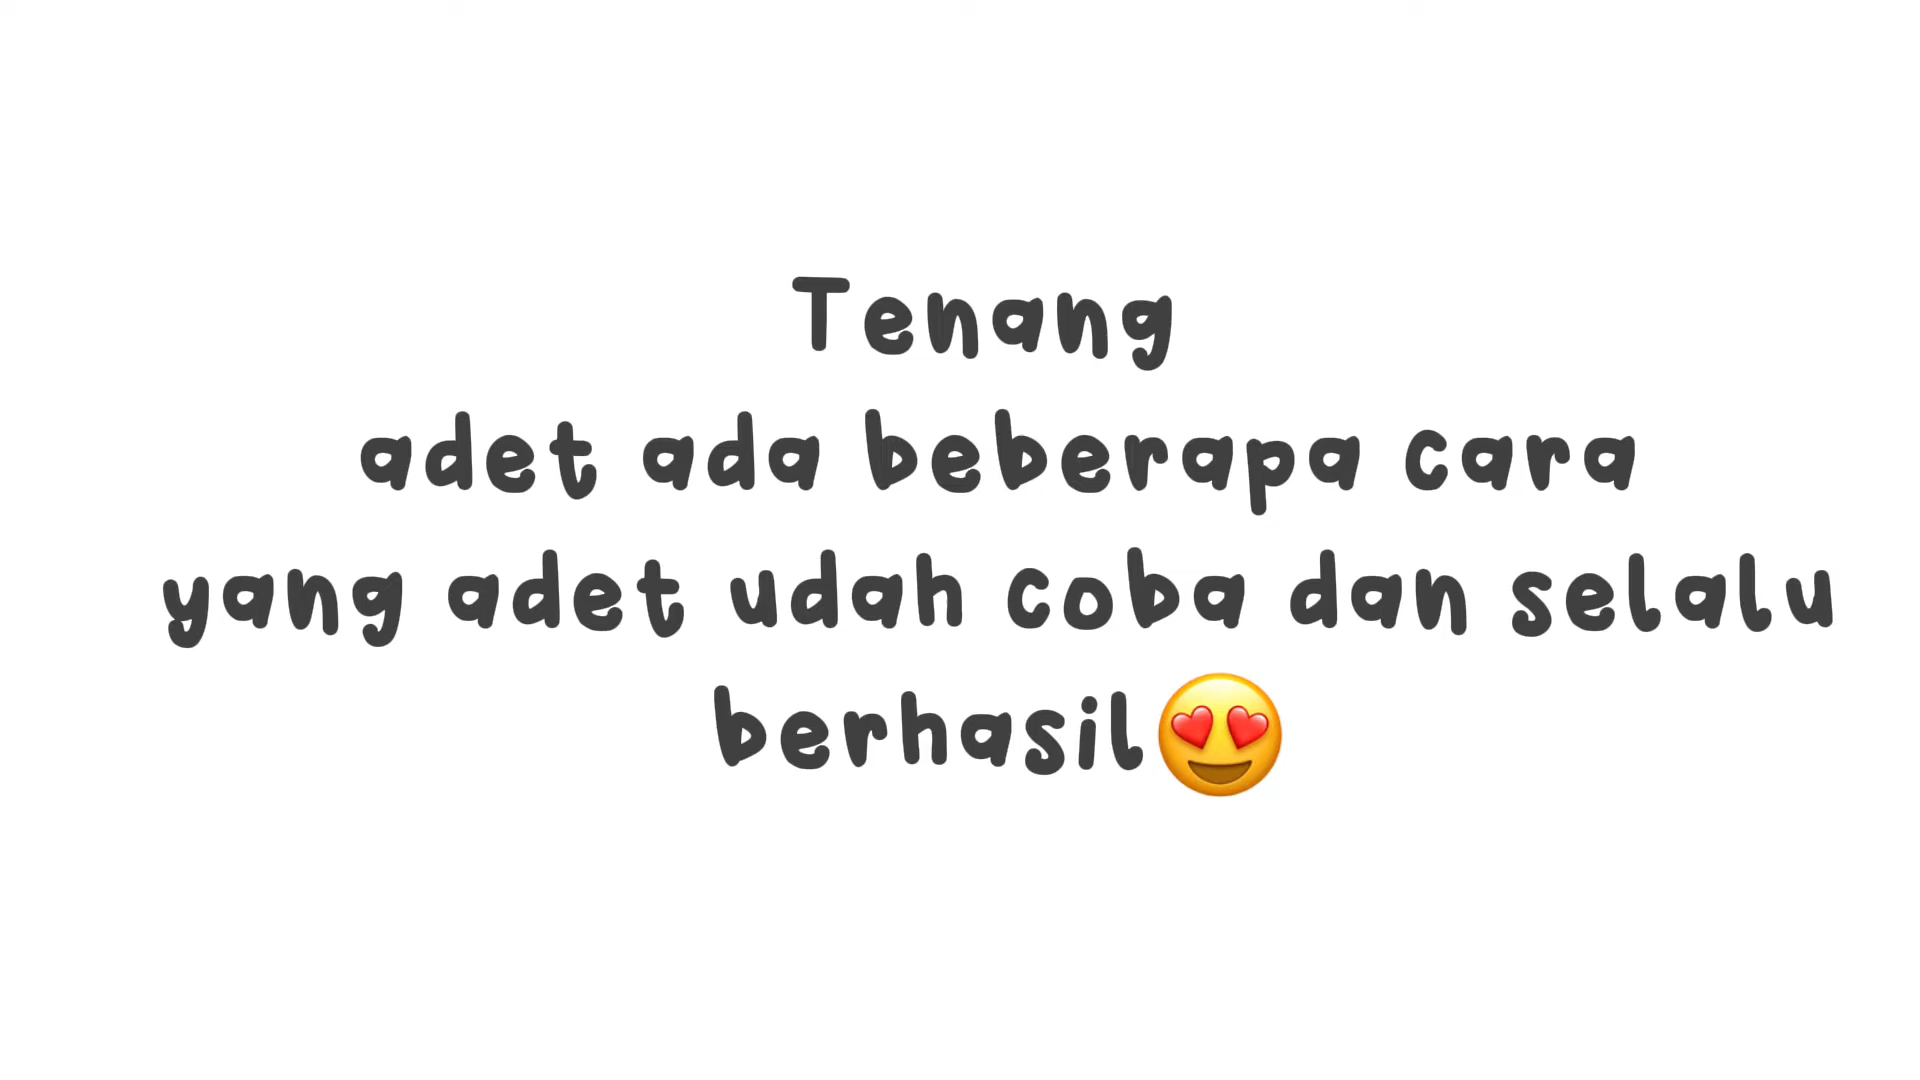 Tenang
adet ada beberapa cara
yang adet udah coba dan selalu
berhasil😍